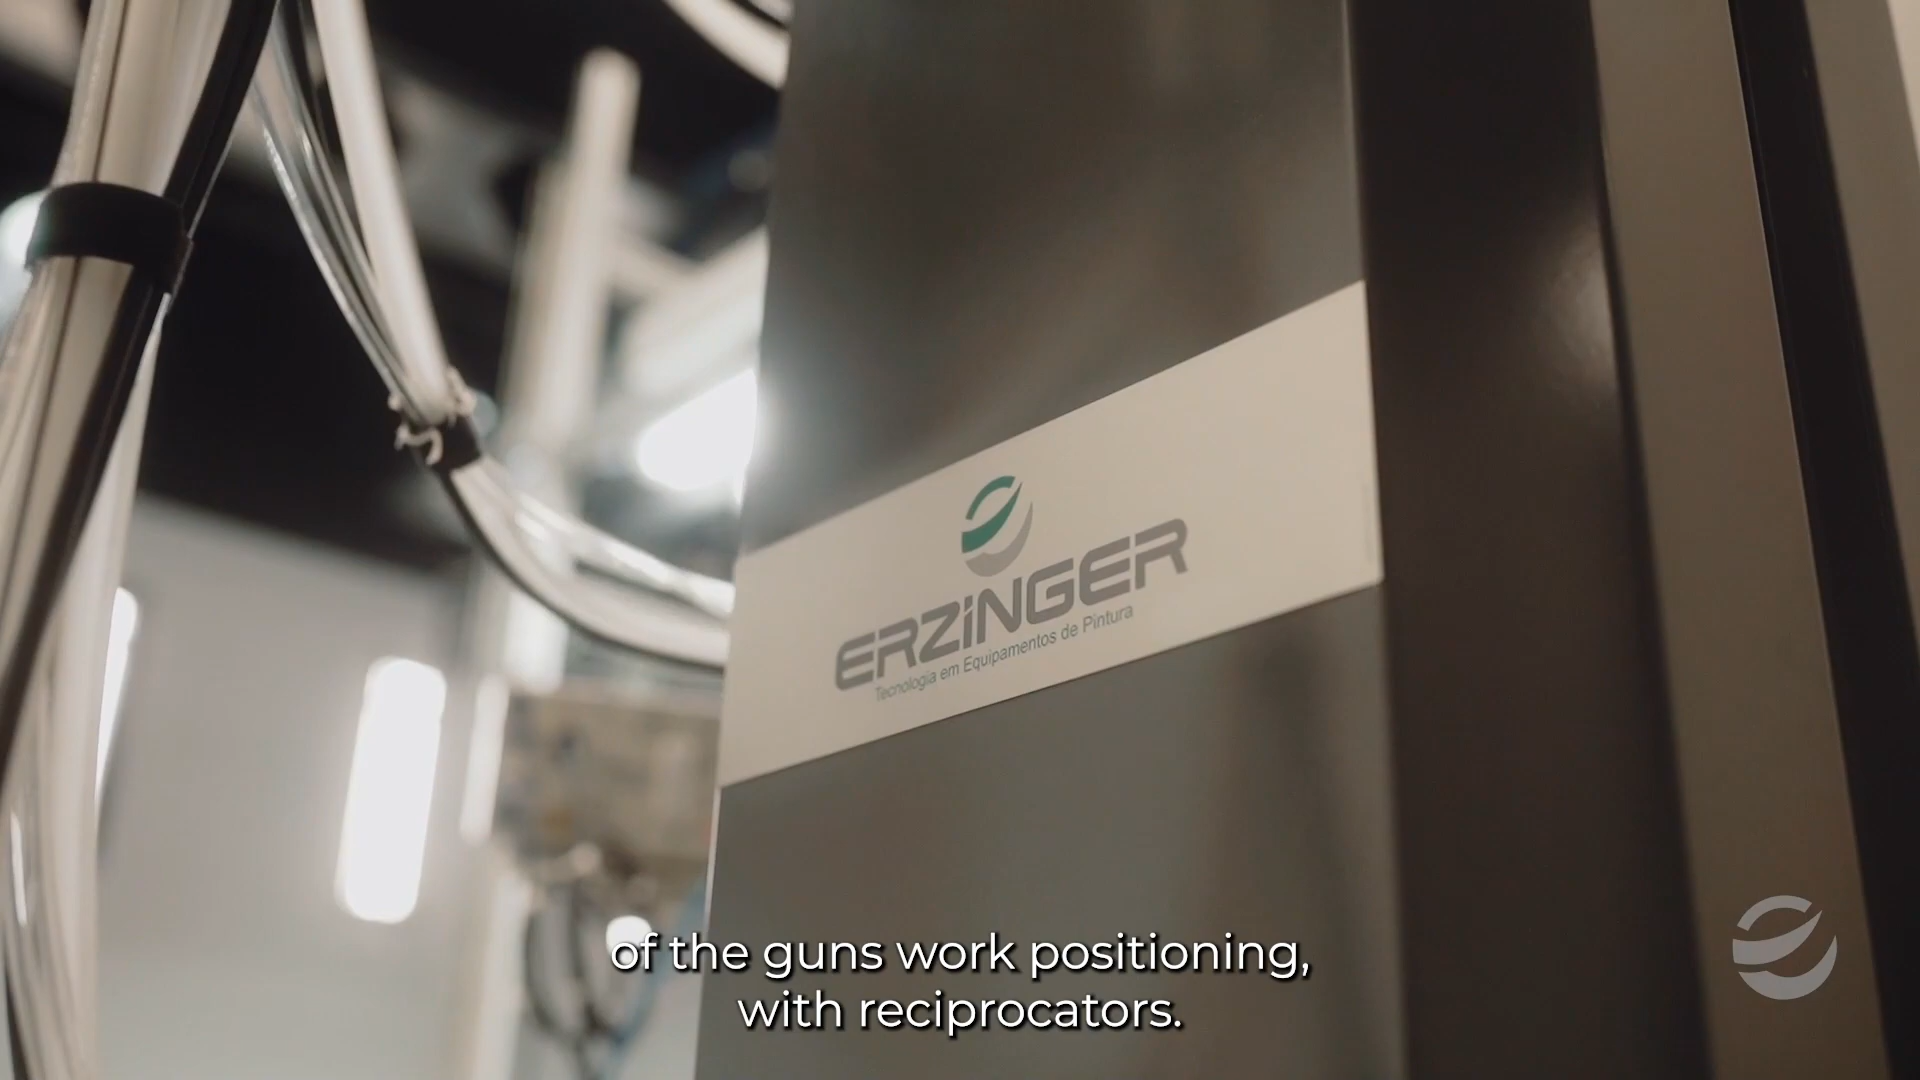 ERZiNGER
Tecnologia em Equipamentos de Pintura
of the guns work positioning,
with reciprocators.